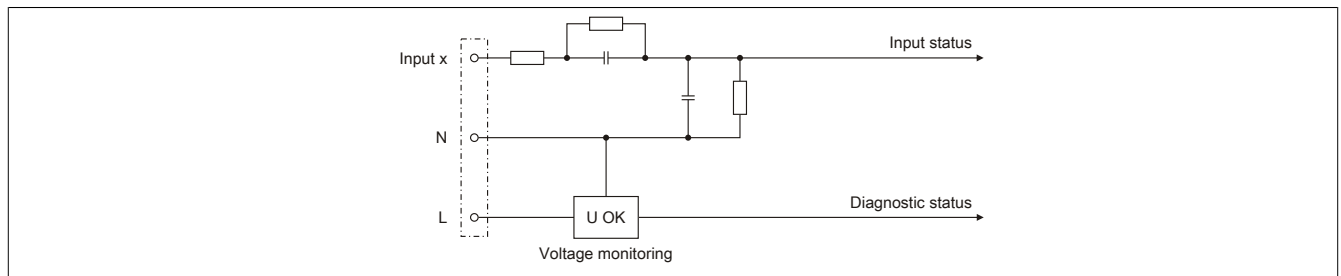 Input x
Input status
N
L
U OK
Diagnostic status
Voltage monitoring